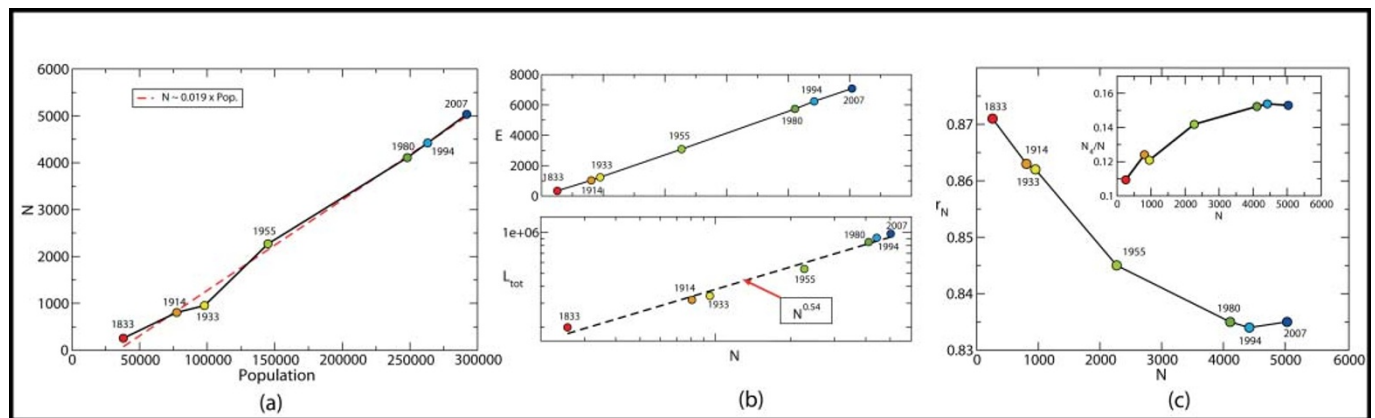 6000
5000
4000
3000
2000
1000
0
N
N ~ 0.019 x Pop.
1833
1914
1933
1955
1980
1994
2007
0 50000 100000 150000 200000 250000 300000
Population
(a)
8000
6000
4000
2000
0
E
1833
1914
1933
1955
1980
1994
2007
1e+06
L_tot
1833
1914
1933
1955
1980
1994
2007
N^0.54
N
(b)
0.87
0.86
0.85
0.84
0.83
r_N
1833
1914
1933
1955
1980
1994
2007
0 1000 2000 3000 4000 5000 6000
N
0.16
0.14
0.12
0.1
N_4/N
0 1000 2000 3000 4000 5000 6000
N
(c)